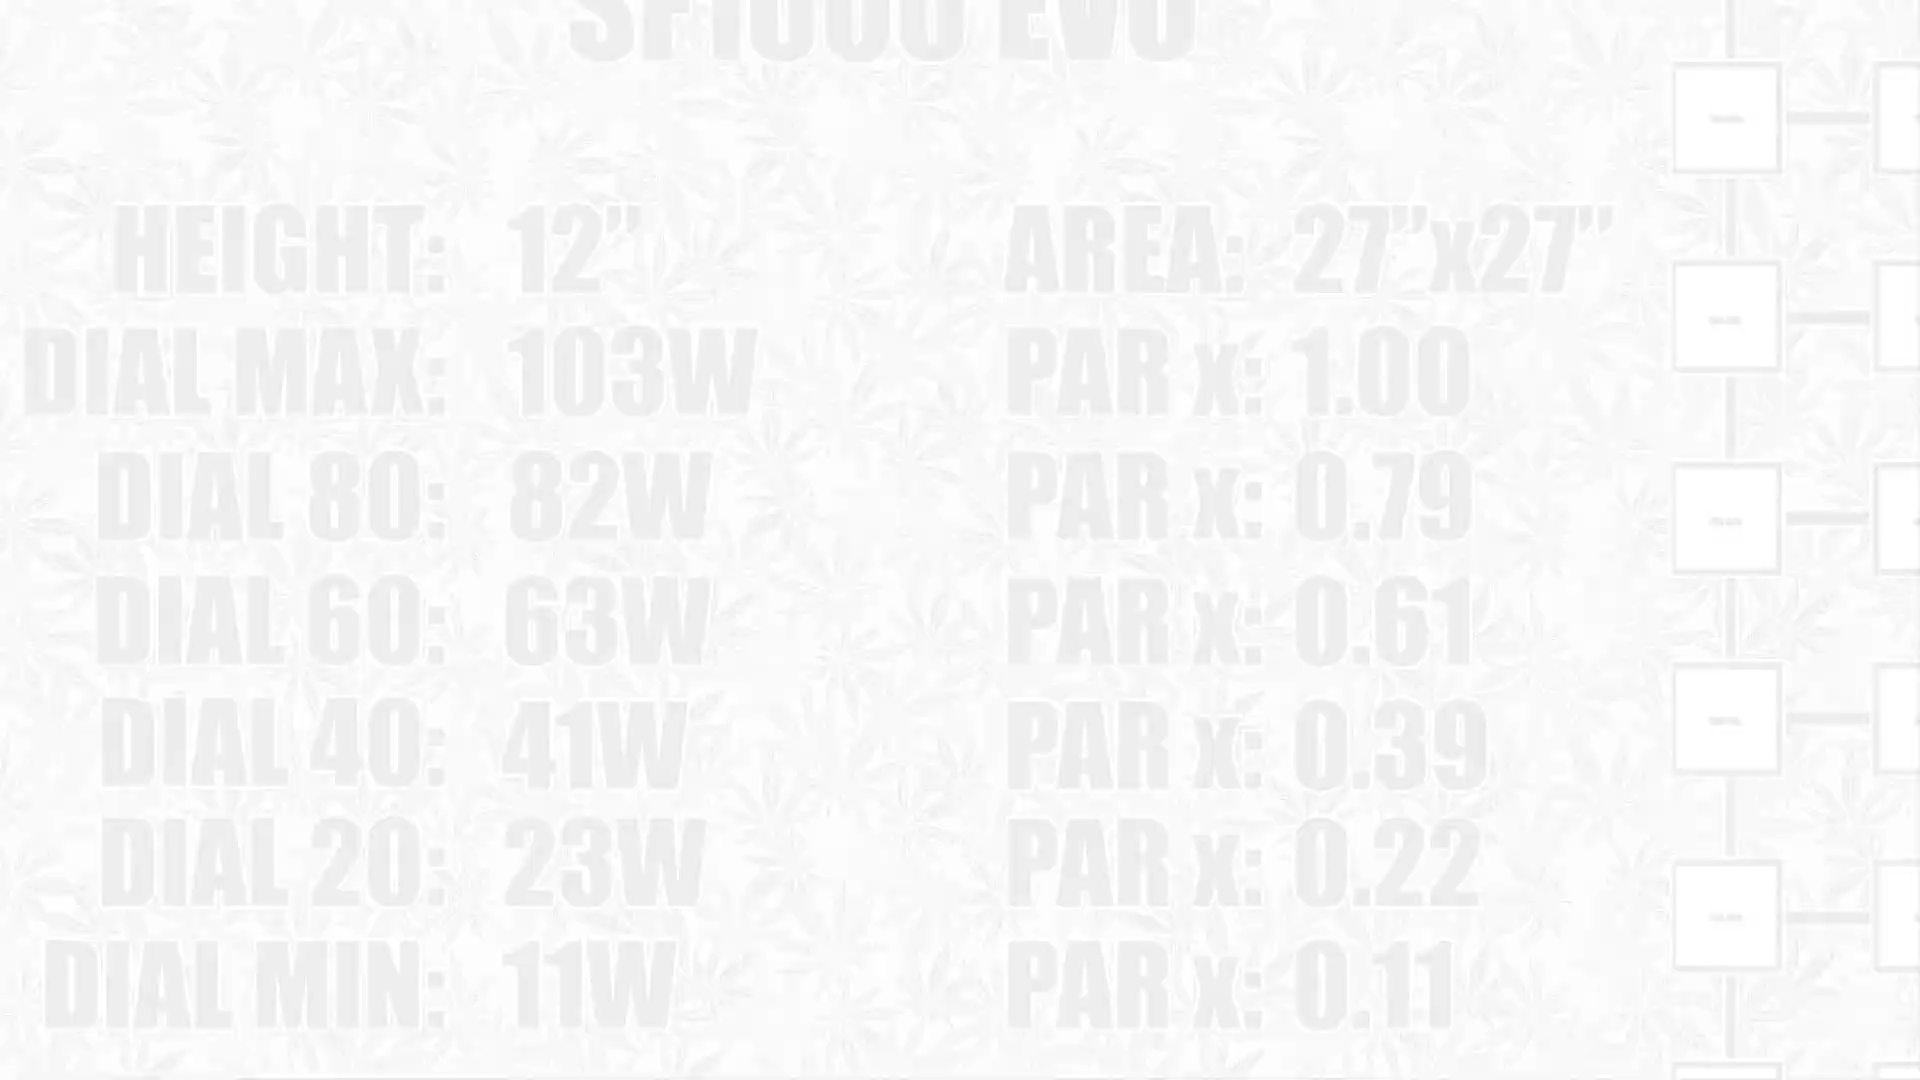 SF1000 EVO
HEIGHT: 12” AREA: 27”x27”
DIAL MAX: 103W PAR x: 1.00
DIAL 80: 82W PAR x: 0.79
DIAL 60: 63W PAR x: 0.61
DIAL 40: 41W PAR x: 0.39
DIAL 20: 23W PAR x: 0.22
DIAL MIN: 11W PAR x: 0.11